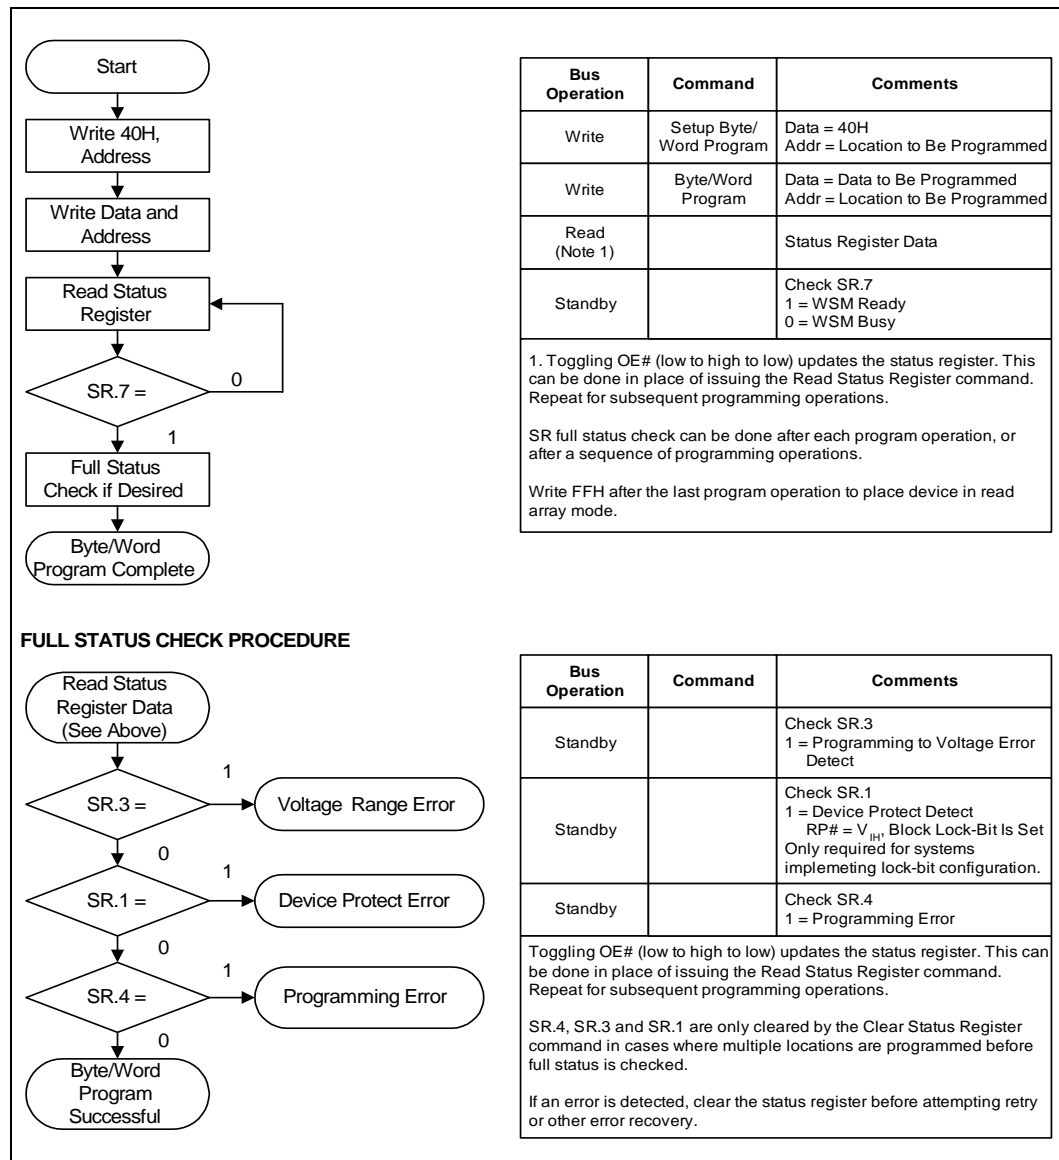 Start
Write 40H,
Address
Write Data and
Address
Read Status
Register
SR.7 =
0
1
Full Status
Check if Desired
Byte/Word
Program Complete
Bus
Operation
Command
Comments
Write
Setup Byte/
Word Program
Data = 40H
Addr = Location to Be Programmed
Write
Byte/Word
Program
Data = Data to Be Programmed
Addr = Location to Be Programmed
Read
(Note 1)
Status Register Data
Standby
Check SR.7
1 = WSM Ready
0 = WSM Busy
1. Toggling OE# (low to high to low) updates the status register. This
can be done in place of issuing the Read Status Register command.
Repeat for subsequent programming operations.
SR full status check can be done after each program operation, or
after a sequence of programming operations.
Write FFH after the last program operation to place device in read
array mode.
FULL STATUS CHECK PROCEDURE
Read Status
Register Data
(See Above)
SR.3 =
1
Voltage Range Error
0
SR.1 =
1
Device Protect Error
0
SR.4 =
1
Programming Error
0
Byte/Word
Program
Successful
Bus
Operation
Command
Comments
Standby
Check SR.3
1 = Programming to Voltage Error
Detect
Standby
Check SR.1
1 = Device Protect Detect
RP# = VIH, Block Lock-Bit Is Set
Only required for systems
implemeting lock-bit configuration.
Standby
Check SR.4
1 = Programming Error
Toggling OE# (low to high to low) updates the status register. This can
be done in place of issuing the Read Status Register command.
Repeat for subsequent programming operations.
SR.4, SR.3 and SR.1 are only cleared by the Clear Status Register
command in cases where multiple locations are programmed before
full status is checked.
If an error is detected, clear the status register before attempting retry
or other error recovery.